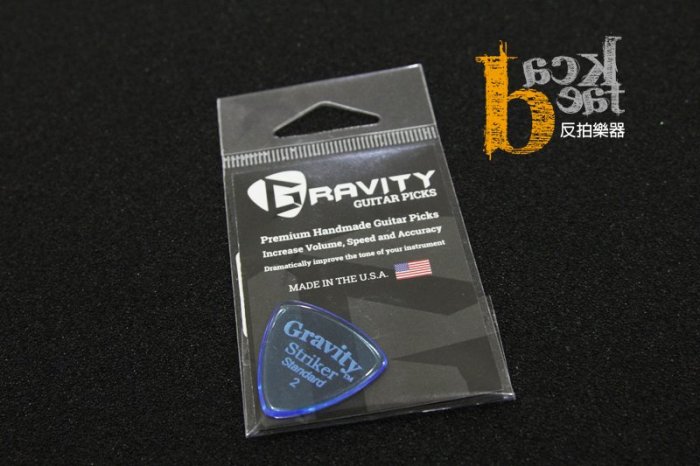 反拍樂器
GRAVITY
GUITAR PICKS
Premium Handmade Guitar Picks
Increase Volume, Speed and Accuracy
Dramatically improve the tone of your instrument
MADE IN THE U.S.A.
Gravity
Striker™
Standard
2